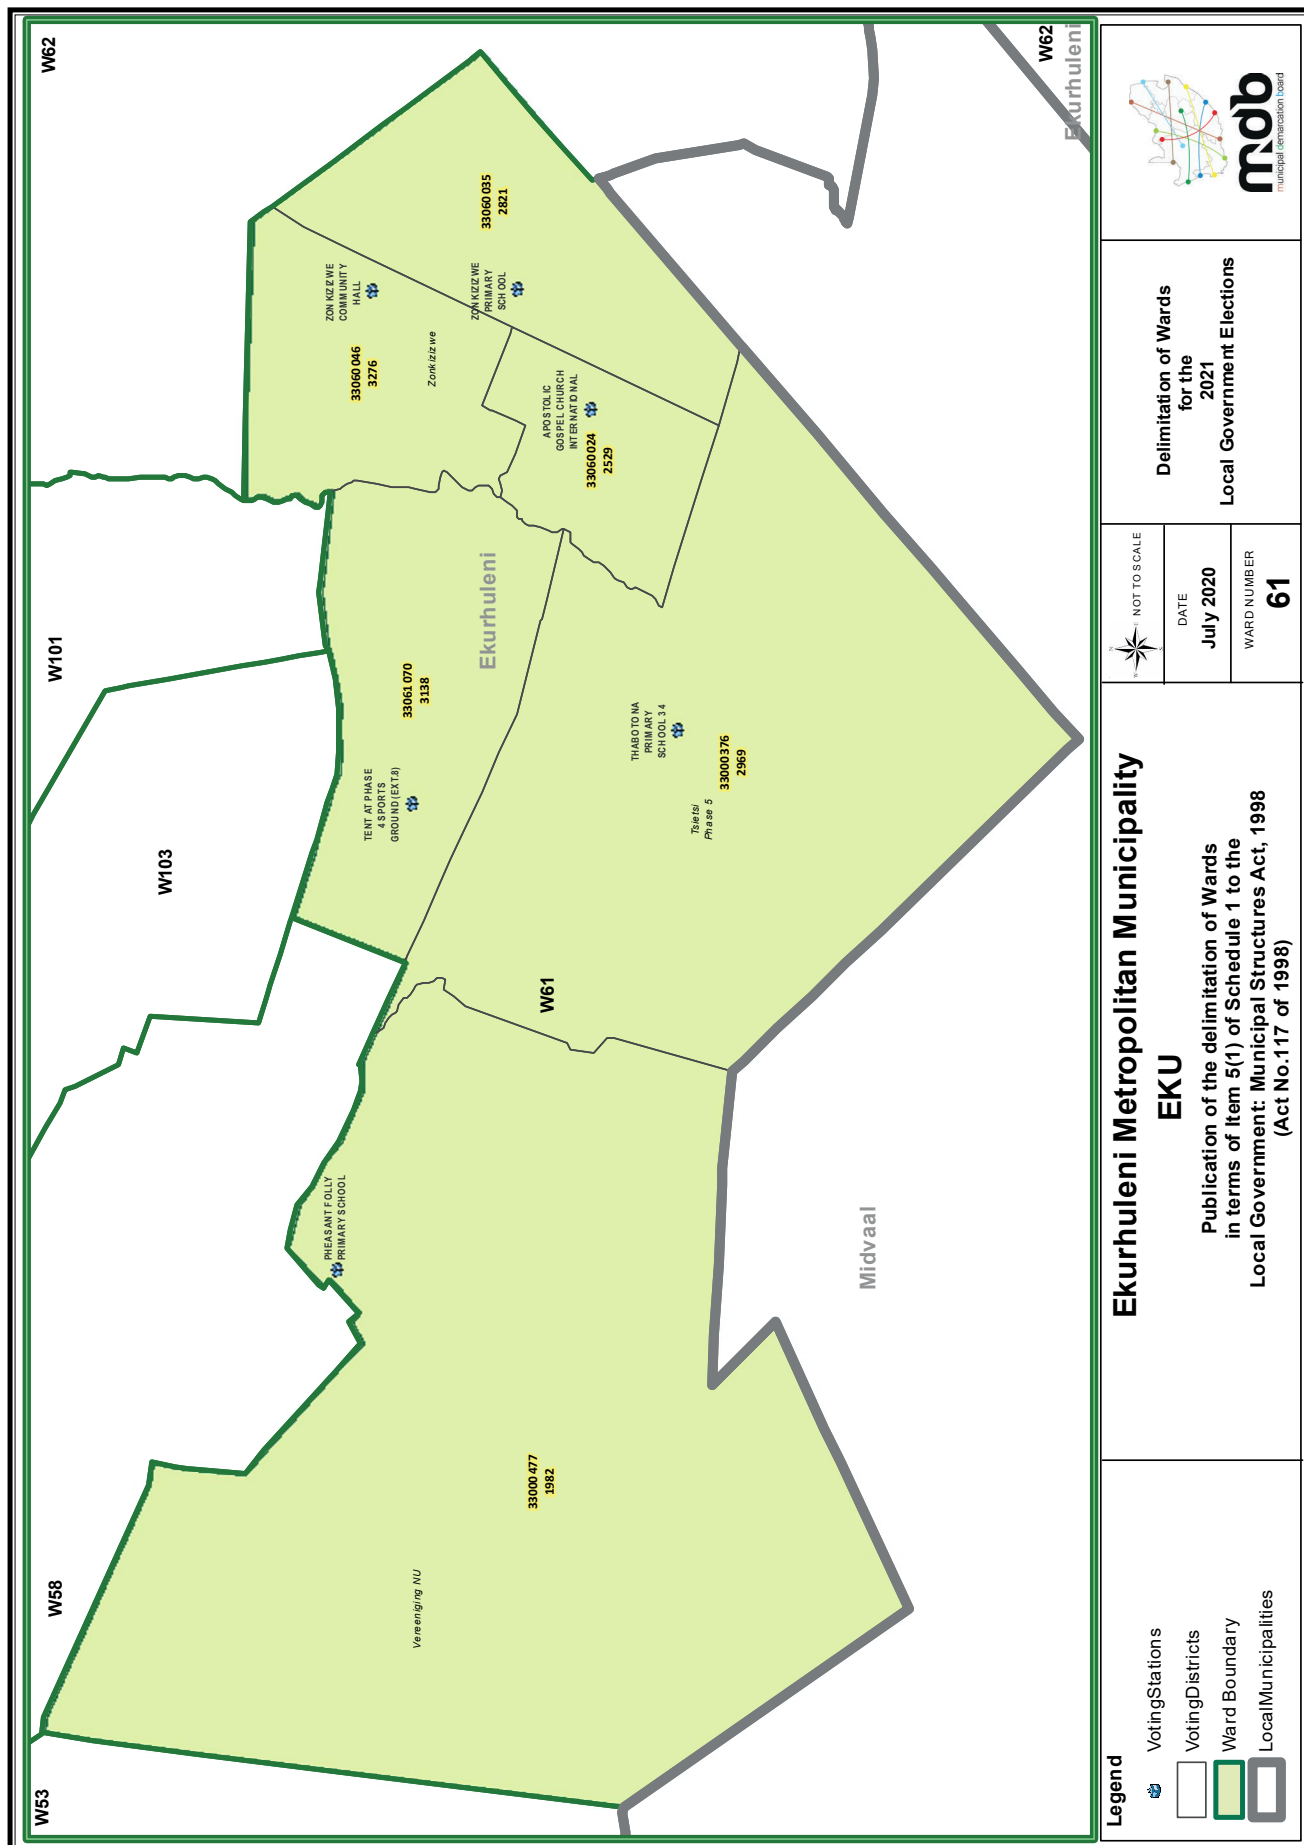 W53
W58
W103
W101
W62
W62
Ekurhuleni
ZONKIZIZWE
COMMUNITY
HALL
33060046
3276
Zonkizizwe
33060035
2821
ZONKIZIZWE
PRIMARY
SCHOOL
APOSTOLIC
GOSPEL CHURCH
INTERNATIONAL
33060024
2529
Ekurhuleni
33061070
3138
TENT AT PHASE
4 SPORTS
GROUND(EXT.8)
THABOTONA
PRIMARY
SCHOOL 34
33000376
2969
Tsietsi
Phase 5
W61
PHEASANT FOLLY
PRIMARY SCHOOL
Midvaal
33000477
1982
Vereeniging NU
Legend
VotingStations
VotingDistricts
Ward Boundary
LocalMunicipalities
Ekurhuleni Metropolitan Municipality
EKU
Publication of the delimitation of Wards
in terms of Item 5(1) of Schedule 1 to the
Local Government: Municipal Structures Act, 1998
(Act No.117 of 1998)
N
W
E
S
NOT TO SCALE
DATE
July 2020
WARD NUMBER
61
Delimitation of Wards
for the
2021
Local Government Elections
mdb
municipal demarcation board